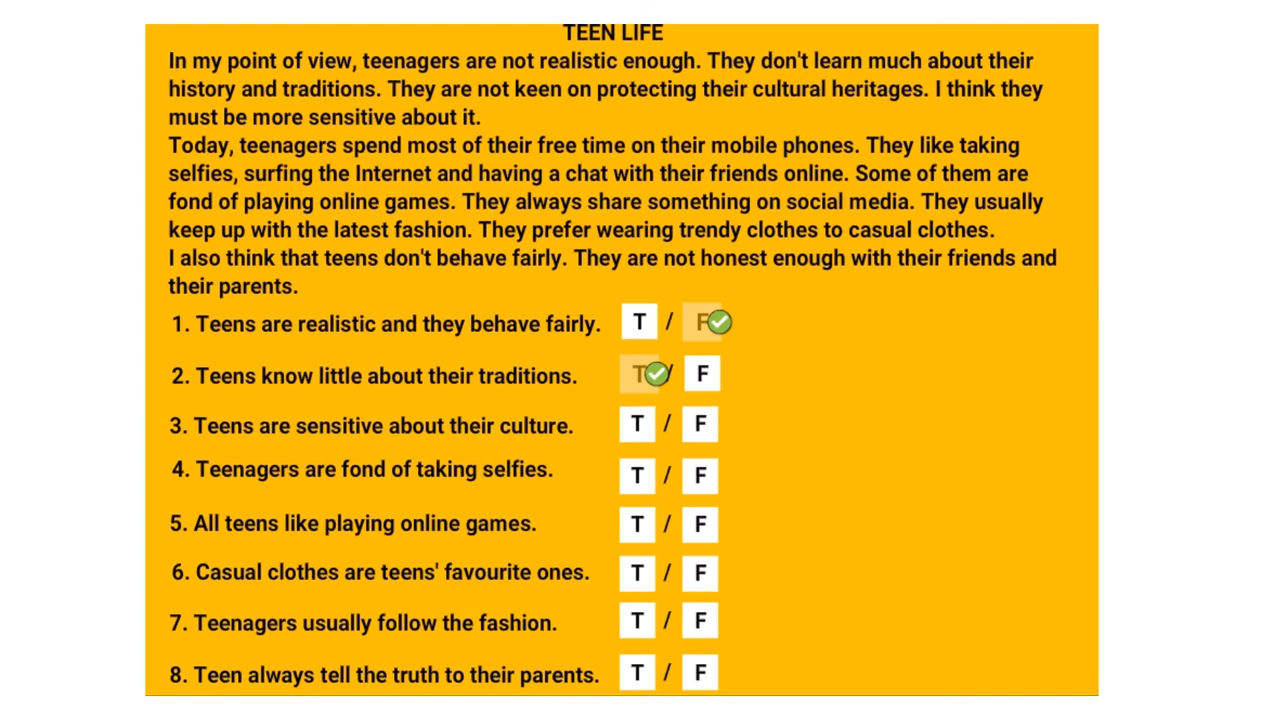 TEEN LIFE
In my point of view, teenagers are not realistic enough. They don't learn much about their
history and traditions. They are not keen on protecting their cultural heritages. I think they
must be more sensitive about it.
Today, teenagers spend most of their free time on their mobile phones. They like taking
selfies, surfing the Internet and having a chat with their friends online. Some of them are
fond of playing online games. They always share something on social media. They usually
keep up with the latest fashion. They prefer wearing trendy clothes to casual clothes.
I also think that teens don't behave fairly. They are not honest enough with their friends and
their parents.
1. Teens are realistic and they behave fairly. T / F
2. Teens know little about their traditions. T / F
3. Teens are sensitive about their culture. T / F
4. Teenagers are fond of taking selfies. T / F
5. All teens like playing online games. T / F
6. Casual clothes are teens' favourite ones. T / F
7. Teenagers usually follow the fashion. T / F
8. Teen always tell the truth to their parents. T / F